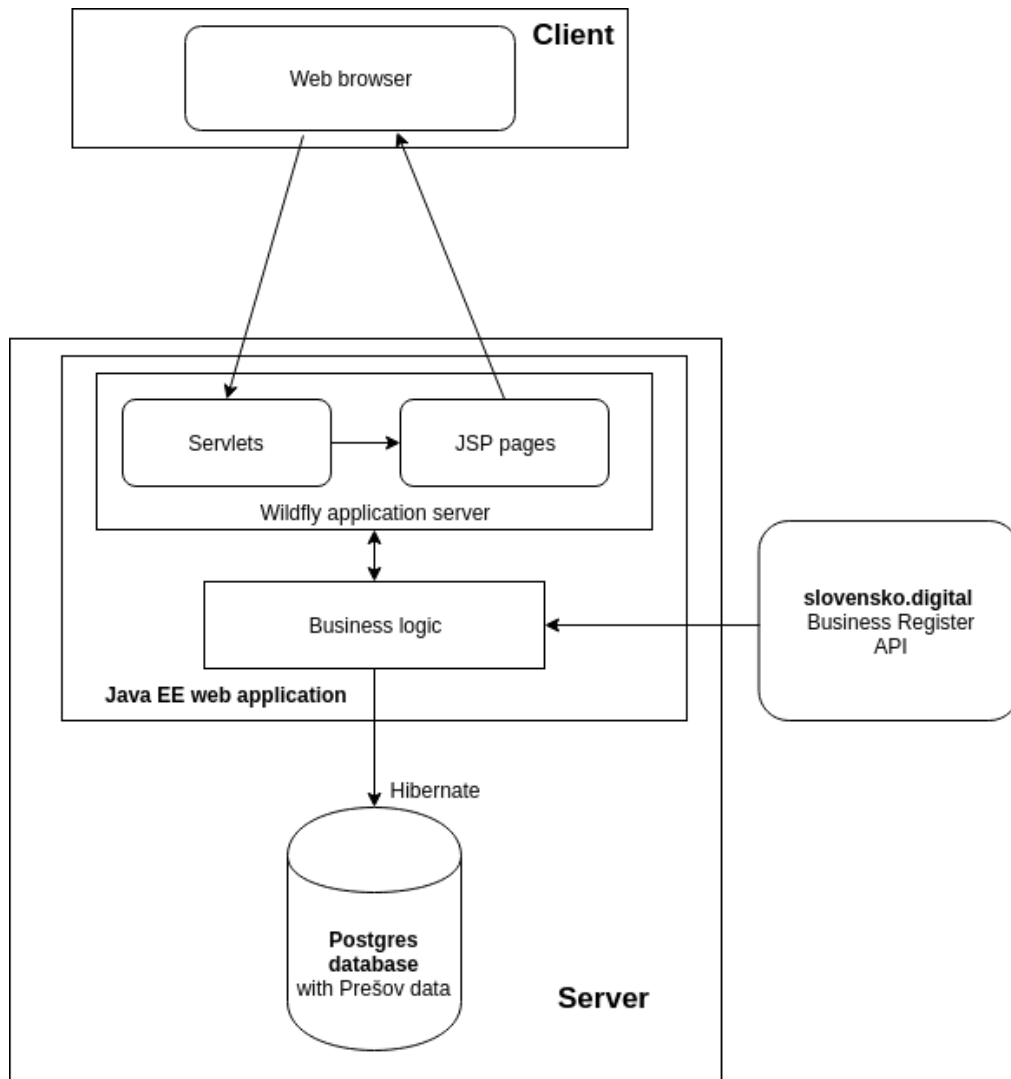 Client
Web browser
Servlets
JSP pages
Wildfly application server
slovensko.digital
Business Register
API
Business logic
Java EE web application
Hibernate
Postgres
database
with Prešov data
Server